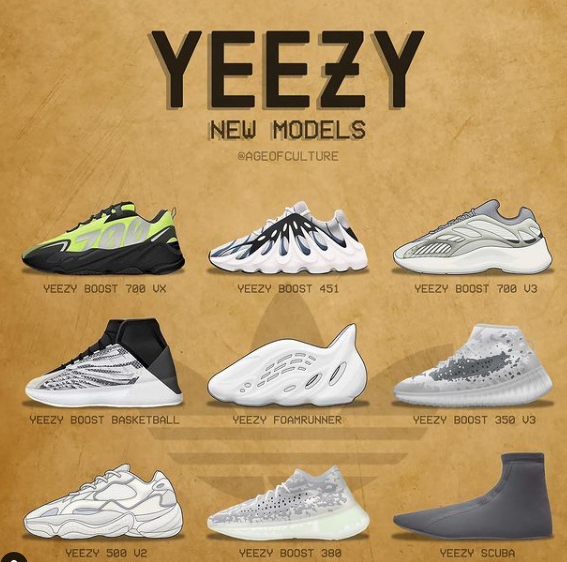 YEEZY
NEW MODELS
@AGEOFCULTURE
700
YEEZY BOOST 700 VX
YEEZY BOOST 451
YEEZY BOOST 700 V3
YEEZY BOOST BASKETBALL
YEEZY FOAMRUNNER
YEEZY BOOST 350 V3
YEEZY 500 V2
YEEZY BOOST 380
YEEZY SCUBA